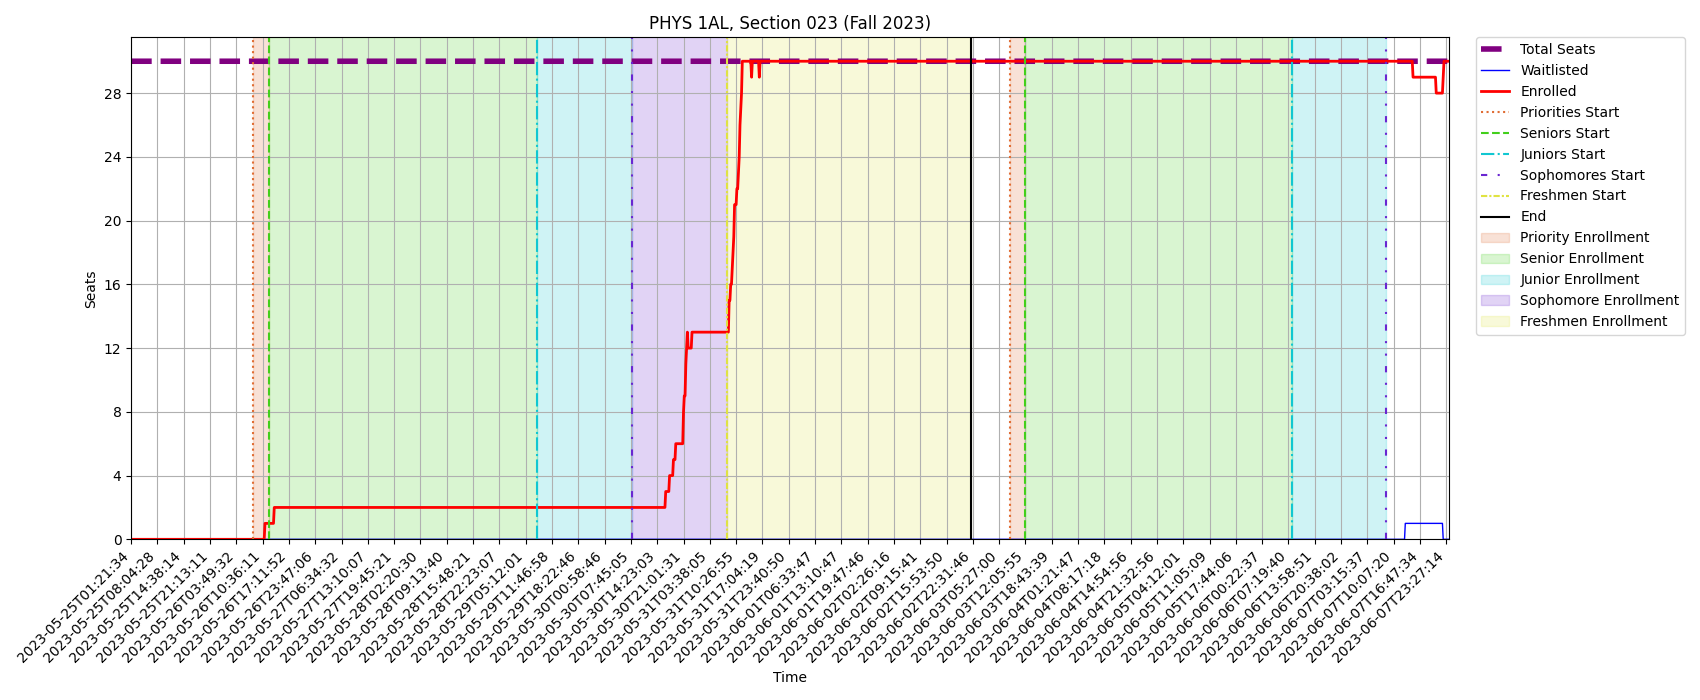 PHYS 1AL, Section 023 (Fall 2023)
Total Seats
Waitlisted
Enrolled
Priorities Start
Seniors Start
Juniors Start
Sophomores Start
Freshmen Start
End
Priority Enrollment
Senior Enrollment
Junior Enrollment
Sophomore Enrollment
Freshmen Enrollment
Seats
28
24
20
16
12
8
4
0
2023-05-25T01:21:34
2023-05-25T08:04:28
2023-05-25T14:38:14
2023-05-25T21:13:11
2023-05-26T03:49:32
2023-05-26T10:36:11
2023-05-26T17:11:52
2023-05-26T23:47:06
2023-05-27T06:34:32
2023-05-27T13:10:07
2023-05-27T19:45:21
2023-05-28T02:20:30
2023-05-28T09:13:40
2023-05-28T15:48:21
2023-05-28T22:23:07
2023-05-29T05:12:01
2023-05-29T11:46:58
2023-05-29T18:22:46
2023-05-30T00:58:46
2023-05-30T07:45:05
2023-05-30T14:23:03
2023-05-30T21:01:31
2023-05-31T03:38:05
2023-05-31T10:26:55
2023-05-31T17:04:19
2023-05-31T23:40:50
2023-06-01T06:33:47
2023-06-01T13:10:47
2023-06-01T19:47:46
2023-06-02T02:26:16
2023-06-02T09:15:41
2023-06-02T15:53:50
2023-06-02T22:31:46
2023-06-03T05:27:00
2023-06-03T12:05:55
2023-06-03T18:43:39
2023-06-04T01:21:47
2023-06-04T08:17:18
2023-06-04T14:54:56
2023-06-04T21:32:56
2023-06-05T04:12:01
2023-06-05T11:05:09
2023-06-05T17:44:06
2023-06-06T00:22:37
2023-06-06T07:19:40
2023-06-06T13:58:51
2023-06-06T20:38:02
2023-06-07T03:15:37
2023-06-07T10:07:20
2023-06-07T16:47:34
2023-06-07T23:27:14
Time